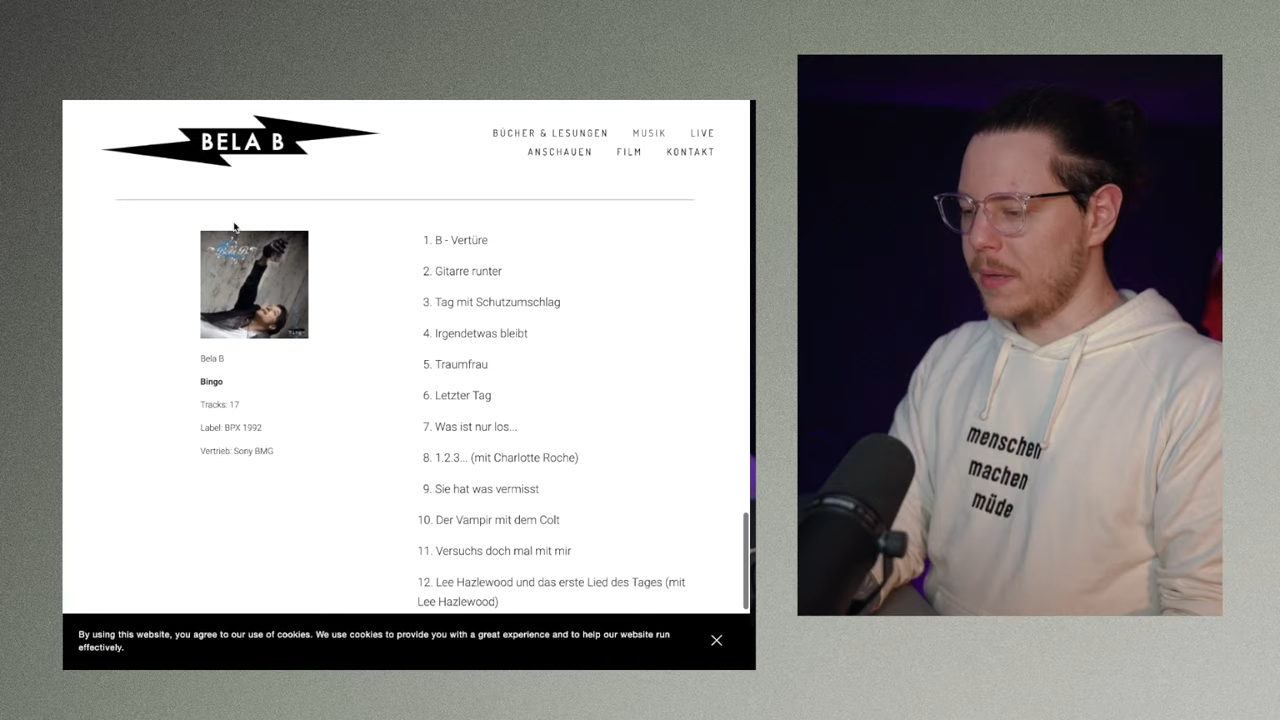 BELA B
BÜCHER & LESUNGEN MUSIK LIVE
ANSCHAUEN FILM KONTAKT
Bela B
Bela B
Bingo
Tracks: 17
Label: BPX 1992
Vertrieb: Sony BMG
1. B - Vertüre
2. Gitarre runter
3. Tag mit Schutzumschlag
4. Irgendetwas bleibt
5. Traumfrau
6. Letzter Tag
7. Was ist nur los...
8. 1.2.3... (mit Charlotte Roche)
9. Sie hat was vermisst
10. Der Vampir mit dem Colt
11. Versuchs doch mal mit mir
12. Lee Hazlewood und das erste Lied des Tages (mit
Lee Hazlewood)
By using this website, you agree to our use of cookies. We use cookies to provide you with a great experience and to help our website run
effectively.
menschen
machen
müde